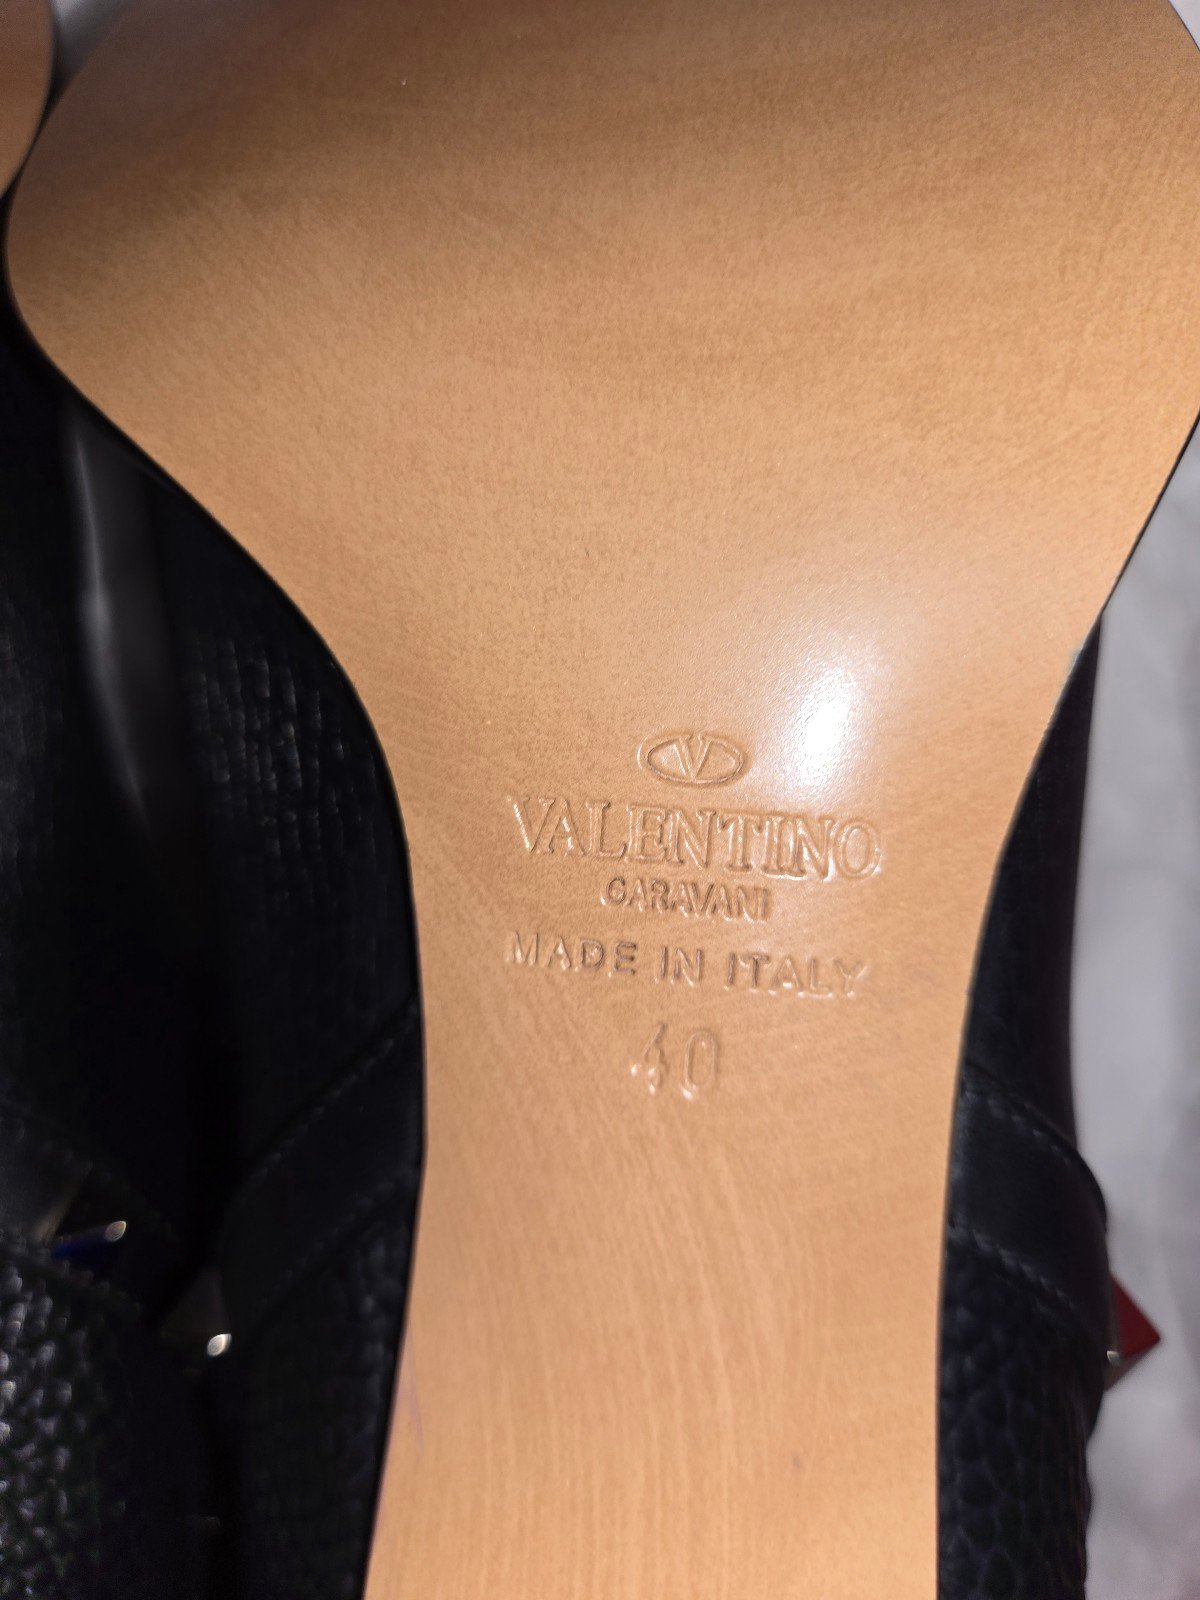 V
VALENTINO
GARAVANI
MADE IN ITALY
40